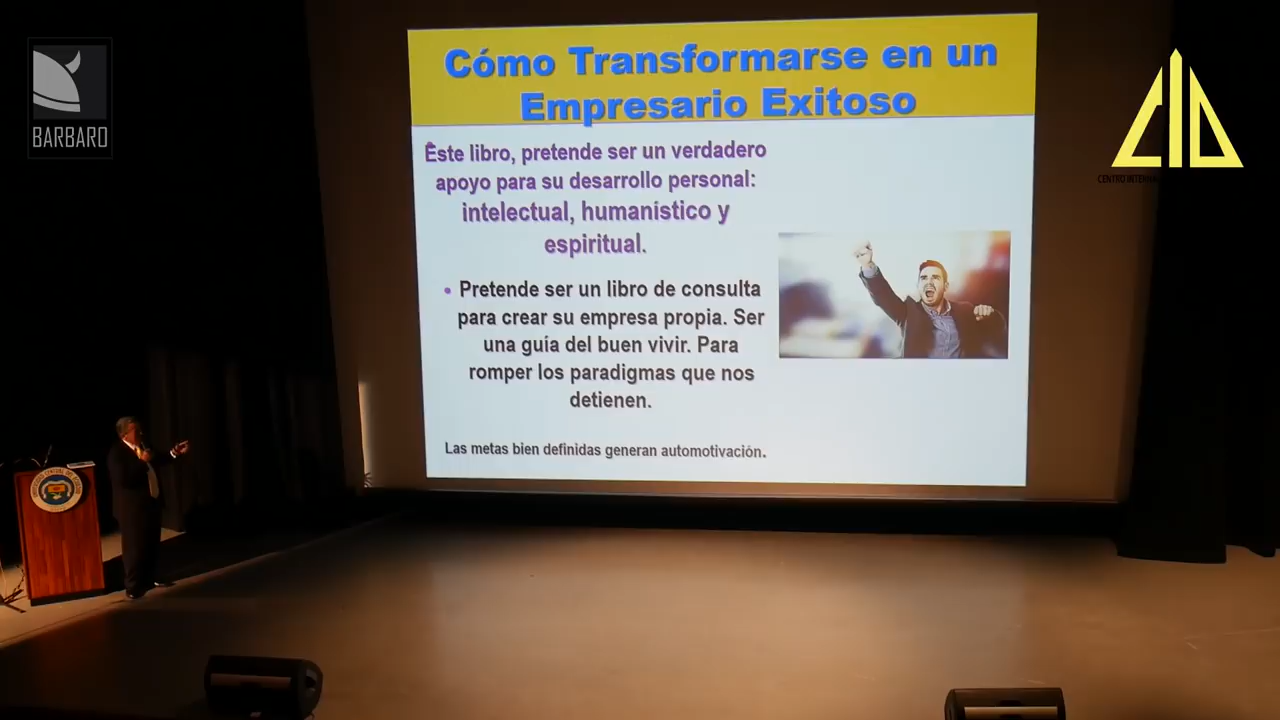 BARBARO
Cómo Transformarse en un
Empresario Exitoso
Éste libro, pretende ser un verdadero
apoyo para su desarrollo personal:
intelectual, humanístico y
espiritual.
• Pretende ser un libro de consulta
para crear su empresa propia. Ser
una guía del buen vivir. Para
romper los paradigmas que nos
detienen.
Las metas bien definidas generan automotivación.
CID